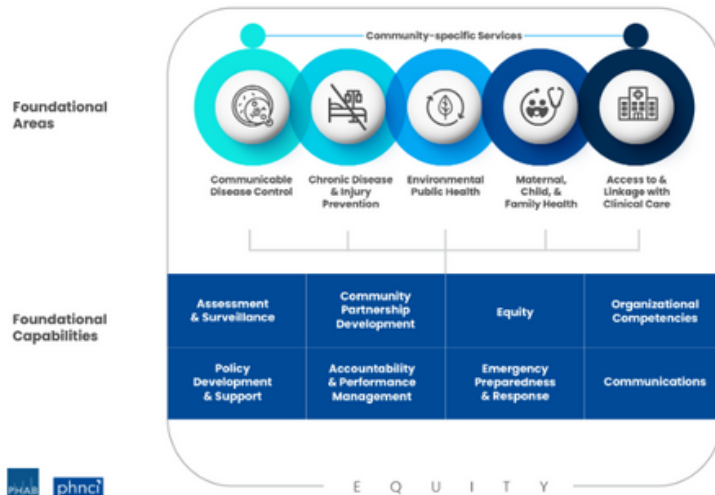 Community-specific Services
Foundational
Areas
Communicable
Disease Control
Chronic Disease
& Injury
Prevention
Environmental
Public Health
Maternal,
Child, &
Family Health
Access to &
Linkage with
Clinical Care
Foundational
Capabilities
Assessment
& Surveillance
Community
Partnership
Development
Equity
Organizational
Competencies
Policy
Development
& Support
Accountability
& Performance
Management
Emergency
Preparedness
& Response
Communications
PHAB
phnci
EQUITY